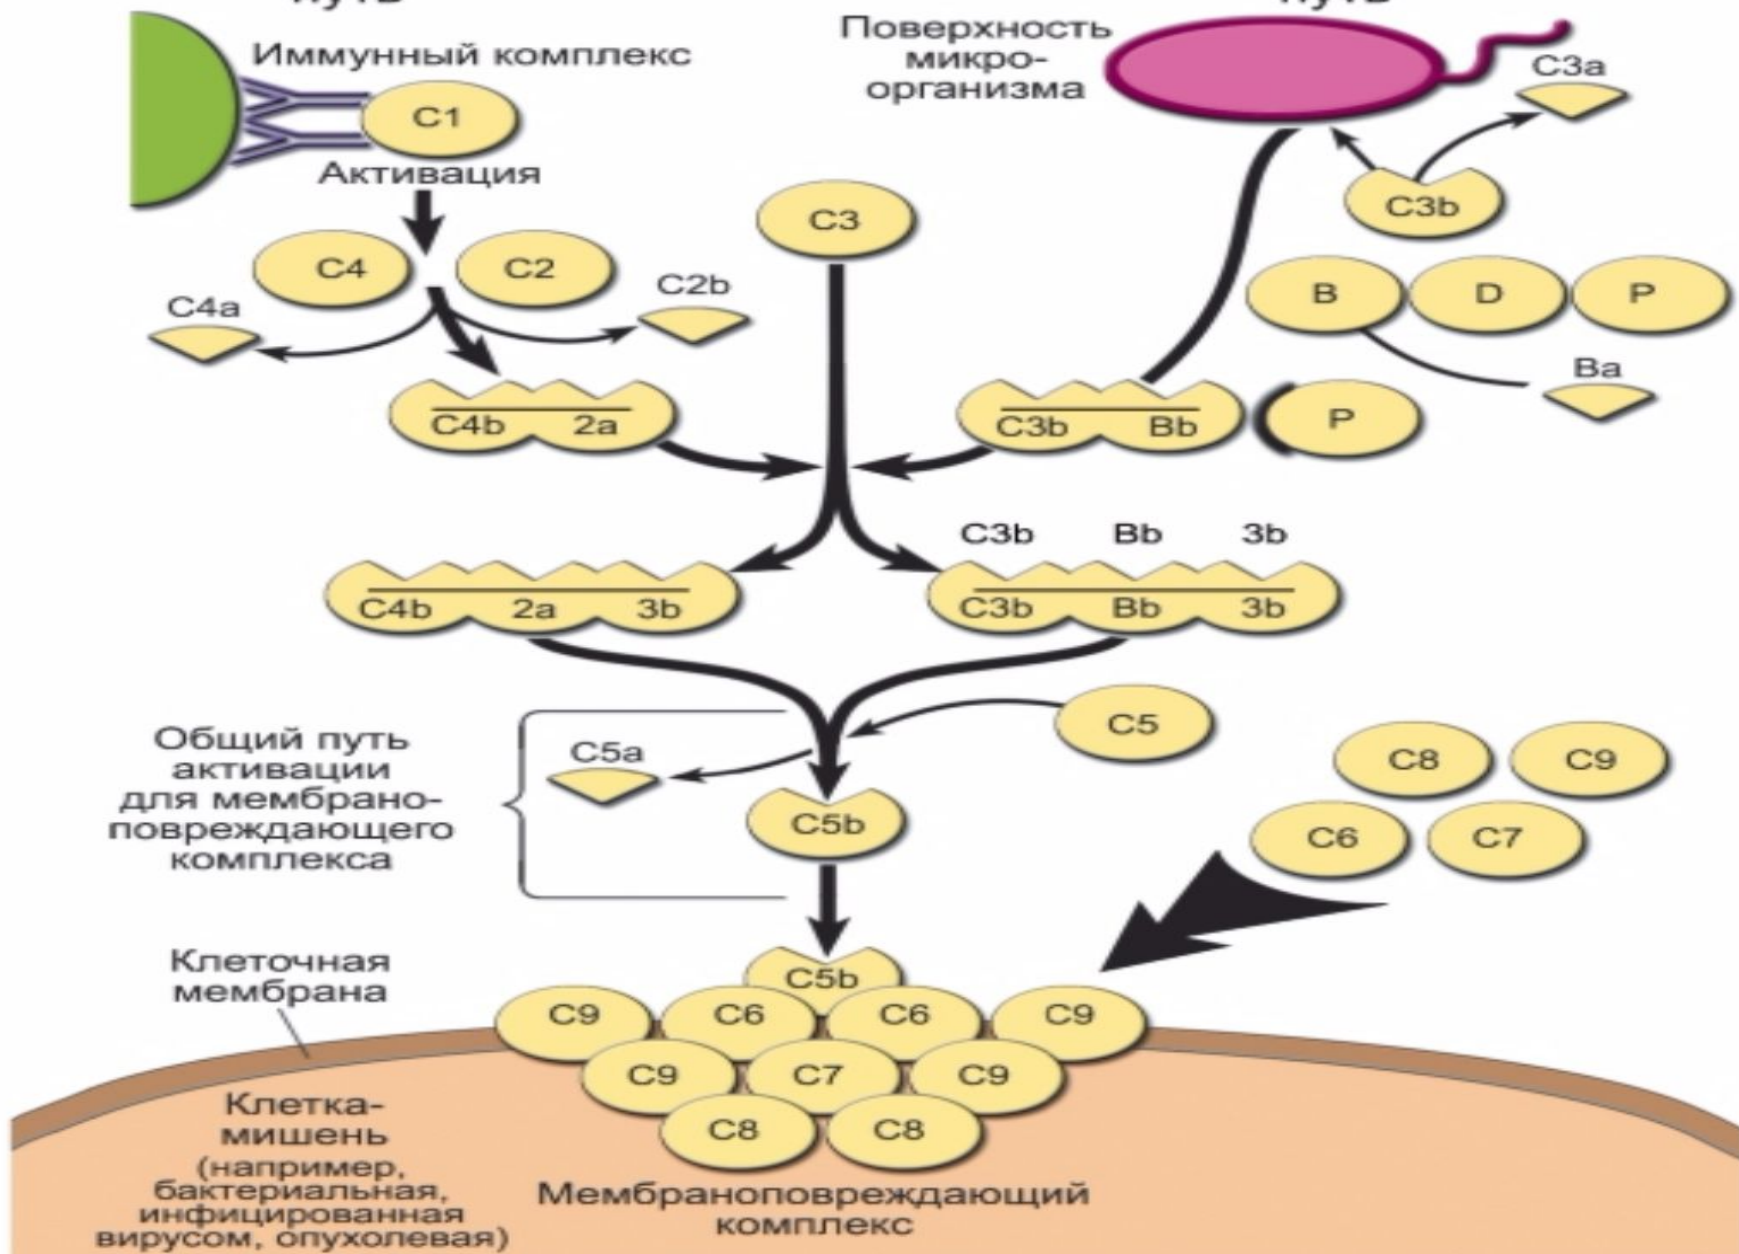 путь
путь
Иммунный комплекс
Поверхность
микро-
организма
C3a
C1
Активация
C3
C3b
C4
C2
C4a
C2b
B
D
P
Ba
C4b 2a
C3b Bb
P
C3b Bb 3b
C4b 2a 3b
C3b Bb 3b
Общий путь
активации
для мембрано-
повреждающего
комплекса
C5a
C5
C5b
C8
C9
C6
C7
Клеточная
мембрана
C5b
C9
C6
C6
C9
C9
C7
C9
C8
C8
Клетка-
мишень
(например,
бактериальная,
инфицированная
вирусом, опухолевая)
Мембраноповреждающий
комплекс